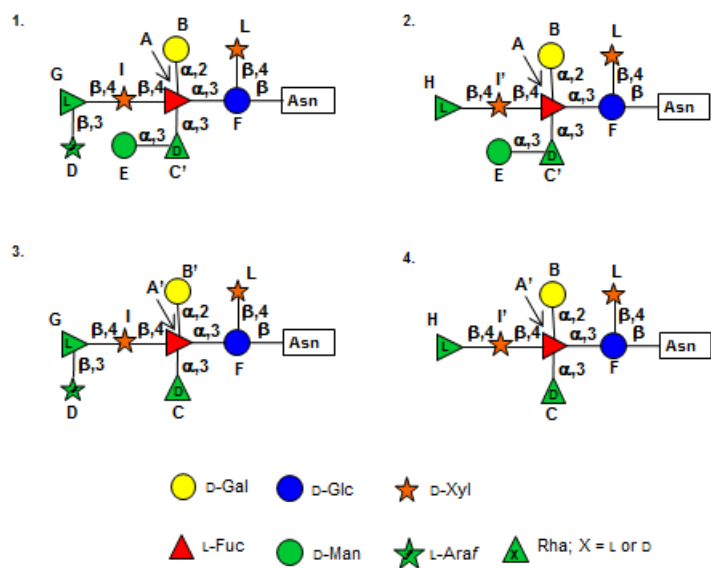 1.
B
L
A
G
I
α,2
β,4
β,4
β,4
α,3
β
Asn
L
F
β,3
α,3
α,3
D
D
E
C'
2.
B
L
A
H
I'
α,2
β,4
β,4
β,4
α,3
β
Asn
L
F
α,3
α,3
D
E
C'
3.
B'
L
A'
G
I
α,2
β,4
β,4
β,4
α,3
β
Asn
L
F
β,3
α,3
D
D
C
4.
B
L
A'
H
I'
α,2
β,4
β,4
β,4
α,3
β
Asn
L
F
α,3
D
C
D-Gal
D-Glc
D-Xyl
L-Fuc
D-Man
L-Araf
X
Rha; X = L or D